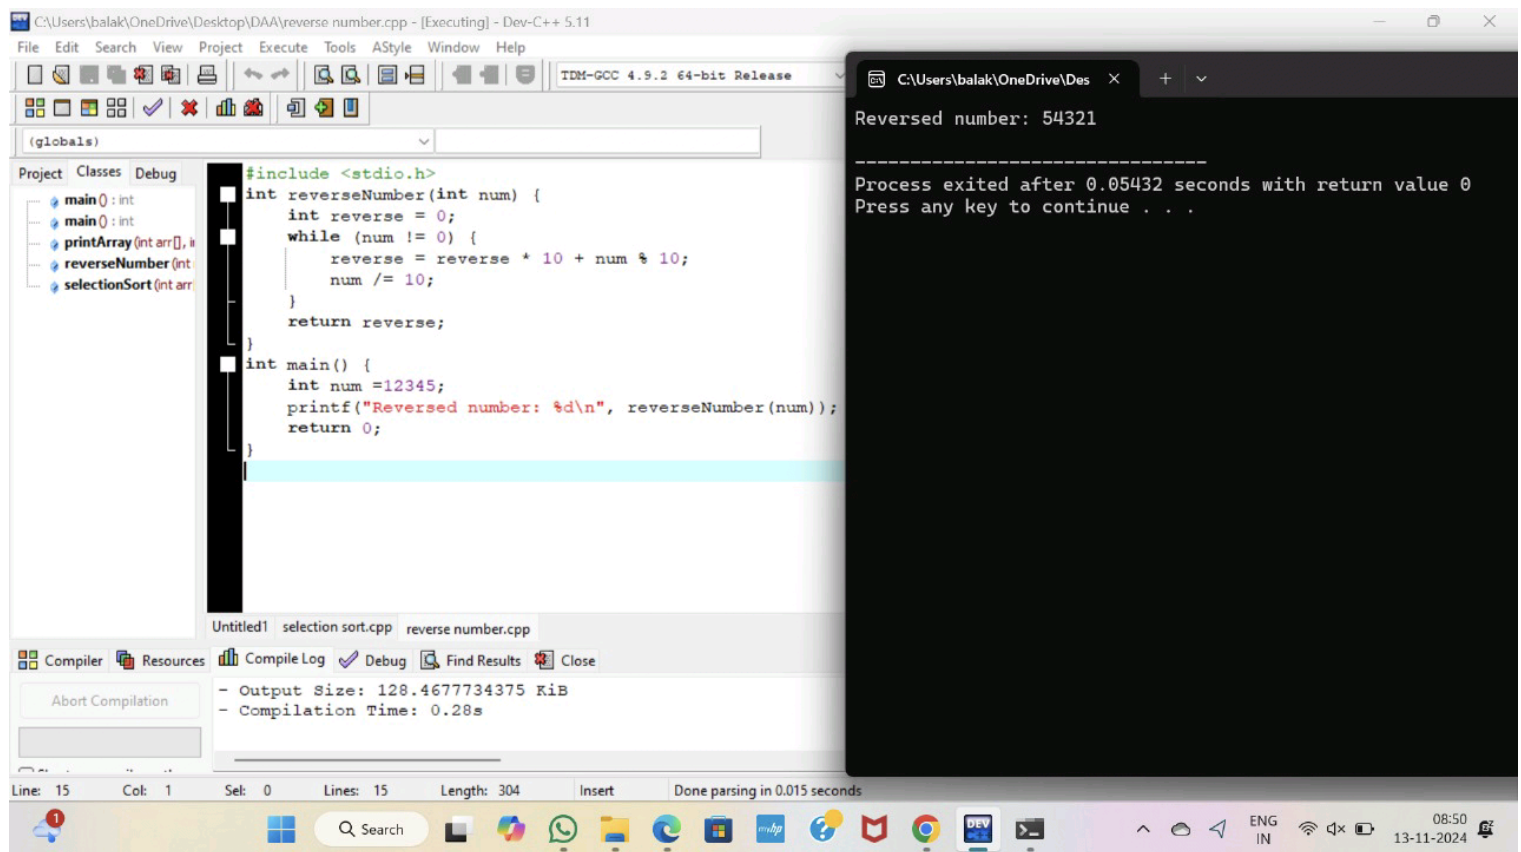 C:\Users\balak\OneDrive\Desktop\DAA\reverse number.cpp - [Executing] - Dev-C++ 5.11
File Edit Search View Project Execute Tools AStyle Window Help
TDM-GCC 4.9.2 64-bit Release
(globals)
Project Classes Debug
main () : int
main () : int
printArray (int arr[], i
reverseNumber (int
selectionSort (int arr
#include <stdio.h>
int reverseNumber(int num) {
    int reverse = 0;
    while (num != 0) {
        reverse = reverse * 10 + num % 10;
        num /= 10;
    }
    return reverse;
}
int main() {
    int num =12345;
    printf("Reversed number: %d\n", reverseNumber(num));
    return 0;
}
Untitled1 selection sort.cpp reverse number.cpp
C:\Users\balak\OneDrive\Des
Reversed number: 54321
--------------------------------
Process exited after 0.05432 seconds with return value 0
Press any key to continue . . .
Compiler Resources Compile Log Debug Find Results Close
Abort Compilation
- Output Size: 128.4677734375 KiB
- Compilation Time: 0.28s
Line: 15 Col: 1 Sel: 0 Lines: 15 Length: 304 Insert Done parsing in 0.015 seconds
1
Search
mybp
DEV
ENG
IN
08:50
13-11-2024